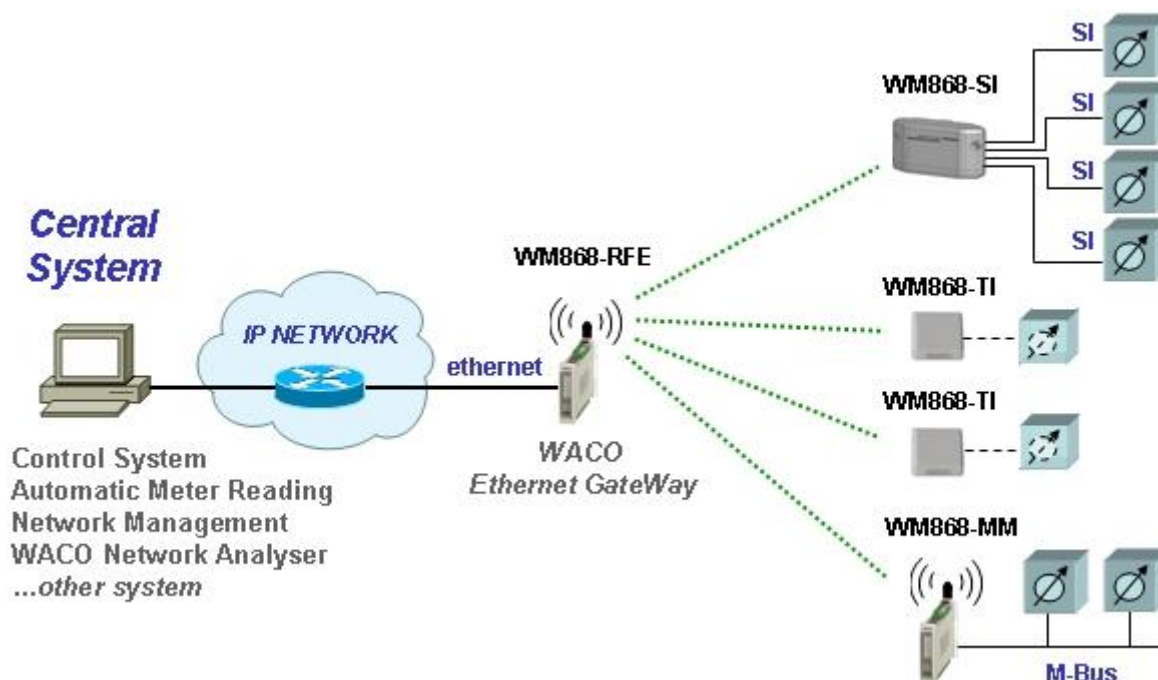 Central
System
IP NETWORK
ethernet
WM868-RFE
WACO
Ethernet GateWay
Control System
Automatic Meter Reading
Network Management
WACO Network Analyser
...other system
WM868-SI
SI
SI
SI
SI
WM868-TI
WM868-TI
WM868-MM
M-Bus